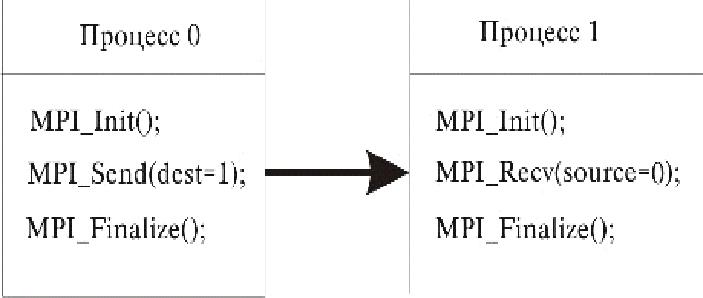 Процесс 0
MPI_Init();
MPI_Send(dest=1);
MPI_Finalize();
Процесс 1
MPI_Init();
MPI_Recv(source=0);
MPI_Finalize();